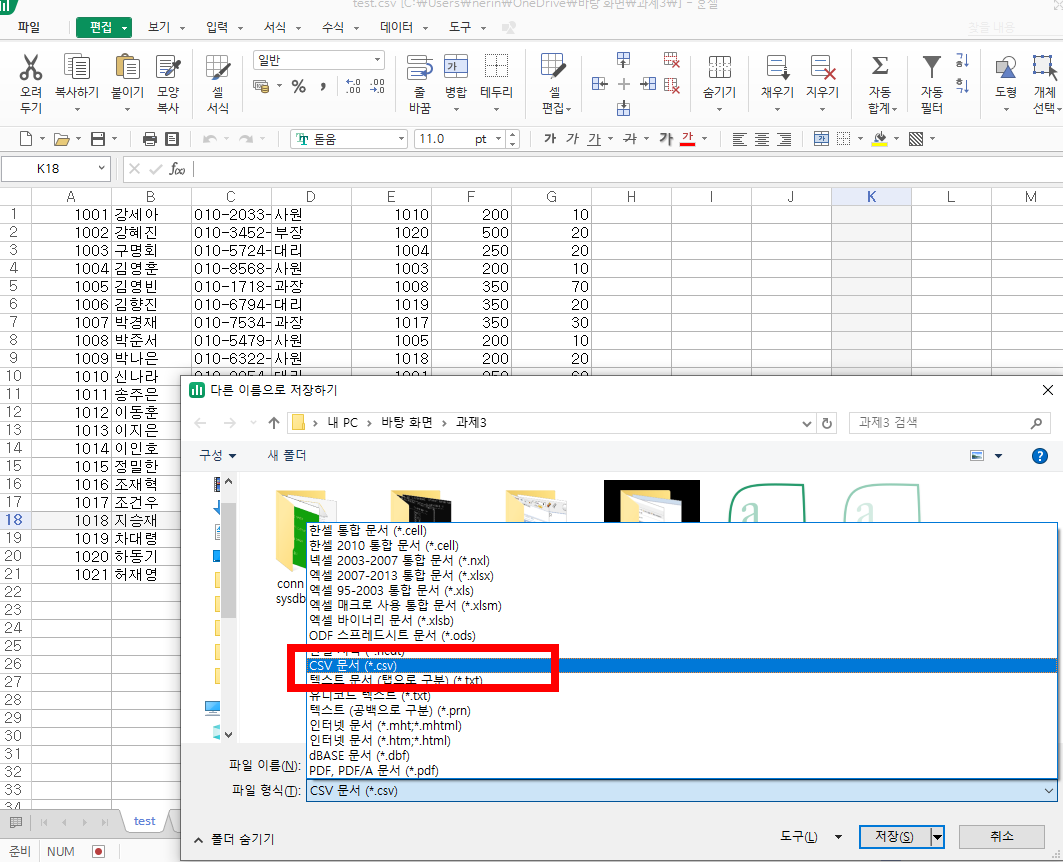 test.csv [C:₩Users₩nerin₩OneDrive₩바탕 화면₩과제3₩] - 한셀
파일 편집 보기 입력 서식 수식 데이터 도구 찾을 내용
오려 두기 복사하기 붙이기 모양 복사 셀 서식 일반 % , 줄 바꿈 병합 테두리 셀 편집 숨기기 채우기 지우기 자동 합계 자동 필터 도형 개체 선택
돋움 11.0 pt 가 가 가 가 가 가
K18 fxx
A B C D E F G H I J K L M
1 1001 강세아 010-2033- 사원 1010 200 10
2 1002 강혜진 010-3452- 부장 1020 500 20
3 1003 구명회 010-5724- 대리 1004 250 20
4 1004 김영훈 010-8568- 사원 1003 200 10
5 1005 김영빈 010-1718- 과장 1008 350 70
6 1006 김향진 010-6794- 대리 1019 350 20
7 1007 박경재 010-7534- 과장 1017 350 30
8 1008 박준서 010-5479- 사원 1005 200 10
9 1009 박나은 010-6322- 사원 1018 200 20
10 1010 신나라
11 1011 송주은
12 1012 이동훈
13 1013 이지은
14 1014 이인호
15 1015 정밀한
16 1016 조재혁
17 1017 조건우
18 1018 지승재
19 1019 차대령
20 1020 하동기
21 1021 허재영
22
23
24
25
26
27
28
29
30
31
32
33
34
다른 이름으로 저장하기
내 PC > 바탕 화면 > 과제3
과제3 검색
구성 새 폴더
conn
sysdb
한셀 통합 문서 (*.cell)
한셀 2010 통합 문서 (*.cell)
넥셀 2003-2007 통합 문서 (*.nxl)
엑셀 2007-2013 통합 문서 (*.xlsx)
엑셀 95-2003 통합 문서 (*.xls)
엑셀 매크로 사용 통합 문서 (*.xlsm)
엑셀 바이너리 문서 (*.xlsb)
ODF 스프레드시트 문서 (*.ods)
CSV 문서 (*.csv)
텍스트 문서 (탭으로 구분) (*.txt)
유니코드 텍스트 (*.txt)
텍스트 (공백으로 구분) (*.prn)
인터넷 문서 (*.mht;*.mhtml)
인터넷 문서 (*.htm;*.html)
dBASE 문서 (*.dbf)
PDF, PDF/A 문서 (*.pdf)
파일 이름(N):
파일 형식(T): CSV 문서 (*.csv)
폴더 숨기기 도구(L) 저장(S) 취소
test
준비 NUM